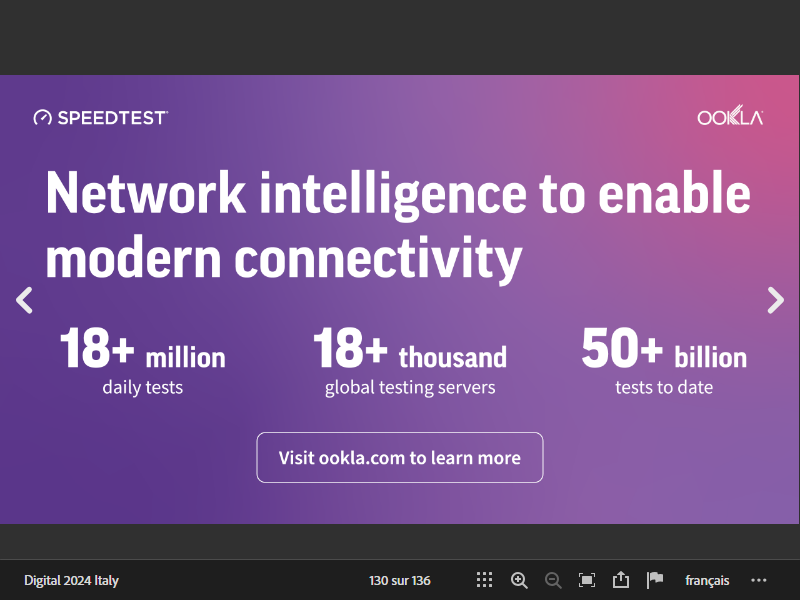 SPEEDTEST
OOKLA
Network intelligence to enable
modern connectivity
18+ million
daily tests
18+ thousand
global testing servers
50+ billion
tests to date
Visit ookla.com to learn more
Digital 2024 Italy
130 sur 136
français